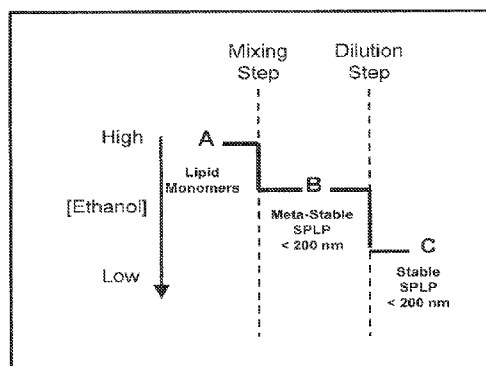 Mixing
Step
Dilution
Step
High
A
Lipid
Monomers
[Ethanol]
B
Meta-Stable
SPLP
< 200 nm
C
Low
Stable
SPLP
< 200 nm